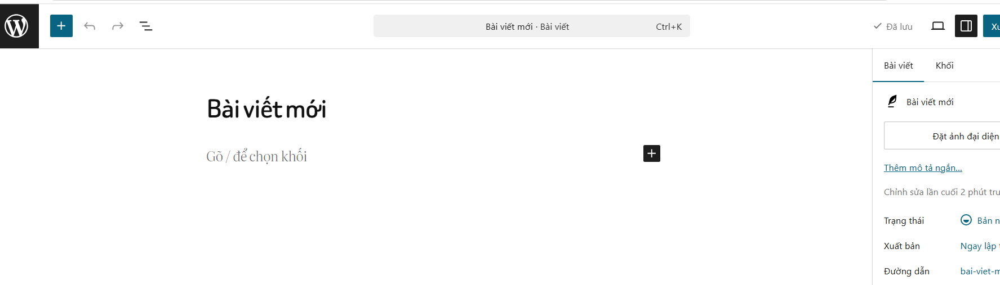 Bài viết mới · Bài viết Ctrl+K
Đã lưu
Bài viết Khối
Bài viết mới
Bài viết mới
Đặt ảnh đại diện
Gõ / để chọn khối
Thêm mô tả ngắn...
Chỉnh sửa lần cuối 2 phút
Trạng thái Bản
Xuất bản Ngay lập
Đường dẫn bai-viet-m